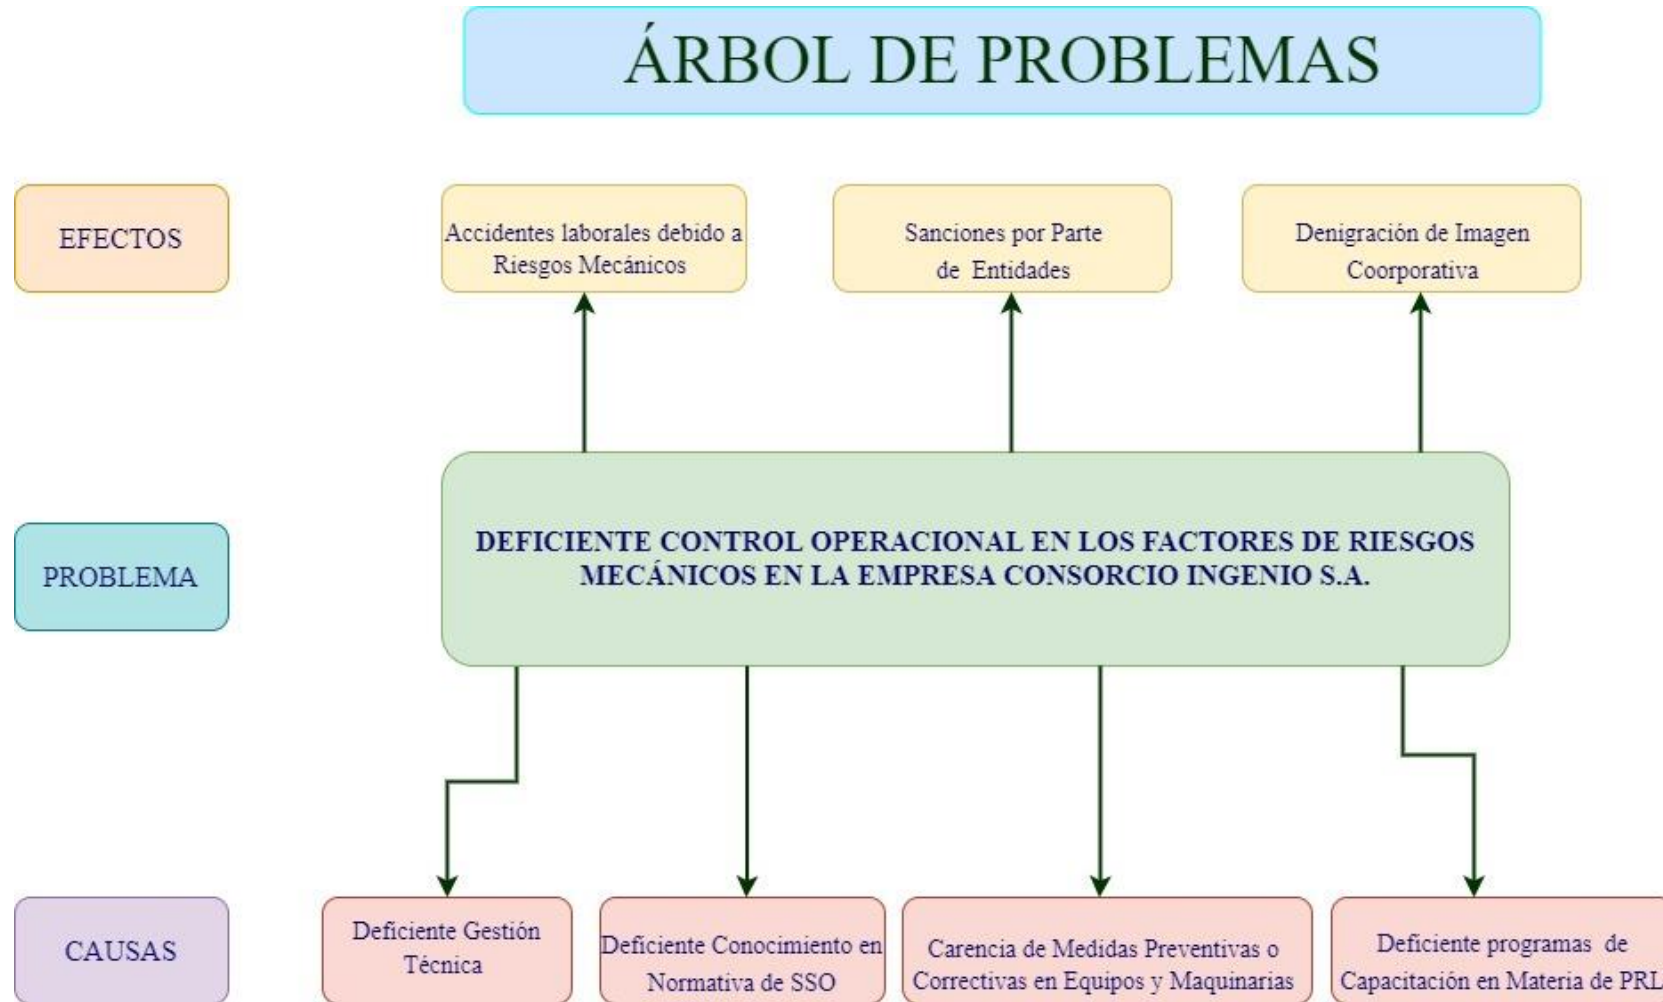 ÁRBOL DE PROBLEMAS
EFECTOS
Accidentes laborales debido a
Riesgos Mecánicos
Sanciones por Parte
de Entidades
Denigración de Imagen
Coorporativa
PROBLEMA
DEFICIENTE CONTROL OPERACIONAL EN LOS FACTORES DE RIESGOS
MECÁNICOS EN LA EMPRESA CONSORCIO INGENIO S.A.
CAUSAS
Deficiente Gestión
Técnica
Deficiente Conocimiento en
Normativa de SSO
Carencia de Medidas Preventivas o
Correctivas en Equipos y Maquinarias
Deficiente programas de
Capacitación en Materia de PRL